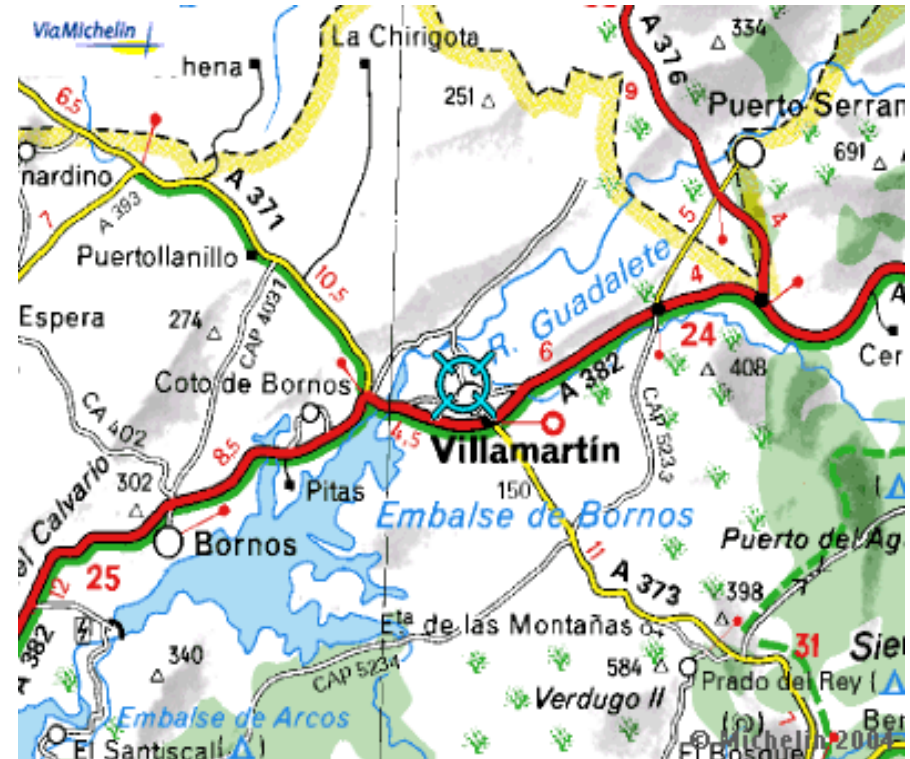 ViaMichelin
La Chirigota
hena
A 376
334
6.5
9
251
Puerto Serran
691
nardino
A 371
A 393
7
5
4
Puertollanillo
10.5
R. Guadalete
4
Espera
274
CAP 4031
6
24
A 382
A
Cer
408
Coto de Bornos
CA 402
8.5
4.5
Villamartín
CAP 5233
302
Pitas
150
el Calvario
Embalse de Bornos
Bornos
25
11
Puerto del Ag
12
A 373
398
Eta de las Montañas
31
Sier
A 382
340
CAP 5234
584
Prado del Rey (
Verdugo II
7
Embalse de Arcos
Ber
El Santiscal (
)
El Bosque
© Michelin 2004